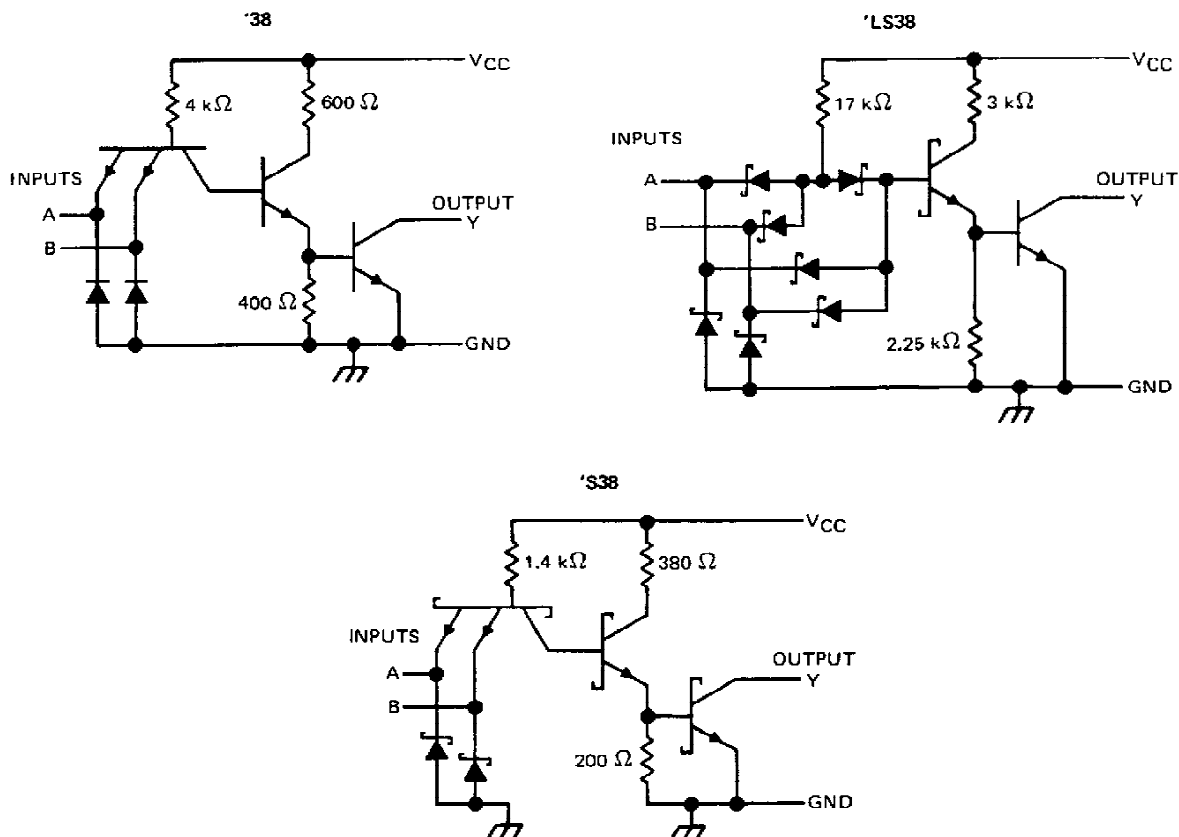 '38
VCC
4 kΩ
600 Ω
INPUTS
A
B
OUTPUT
Y
400 Ω
GND
'LS38
VCC
17 kΩ
3 kΩ
INPUTS
A
B
OUTPUT
Y
2.25 kΩ
GND
'S38
VCC
1.4 kΩ
380 Ω
INPUTS
A
B
OUTPUT
Y
200 Ω
GND